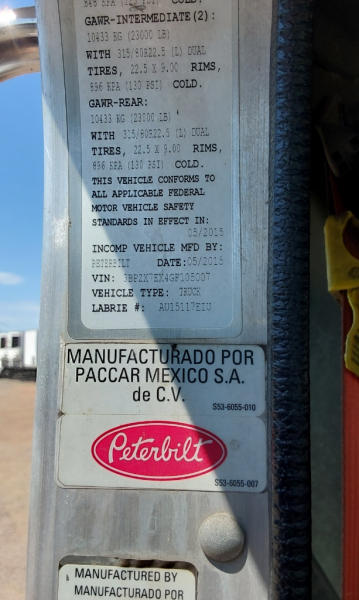 GAWR-INTERMEDIATE(2):
10433 KG (23000 LB)
WITH 315/80R22.5 (L) DUAL
TIRES, 22.5 X 9.00 RIMS,
896 KPA (130 PSI) COLD.
GAWR-REAR:
10433 KG (23000 LB)
WITH 315/80R22.5 (L) DUAL
TIRES, 22.5 X 9.00 RIMS,
896 KPA (130 PSI) COLD.
THIS VEHICLE CONFORMS TO
ALL APPLICABLE FEDERAL
MOTOR VEHICLE SAFETY
STANDARDS IN EFFECT IN:
05/2015
INCOMP VEHICLE MFD BY:
PETERBILT DATE:05/2015
VIN:
VEHICLE TYPE: TRUCK
LABRIE #:
MANUFACTURADO POR
PACCAR MEXICO S.A.
de C.V.
S53-6055-010
Peterbilt
S53-6055-007
MANUFACTURED BY
MANUFACTURADO POR